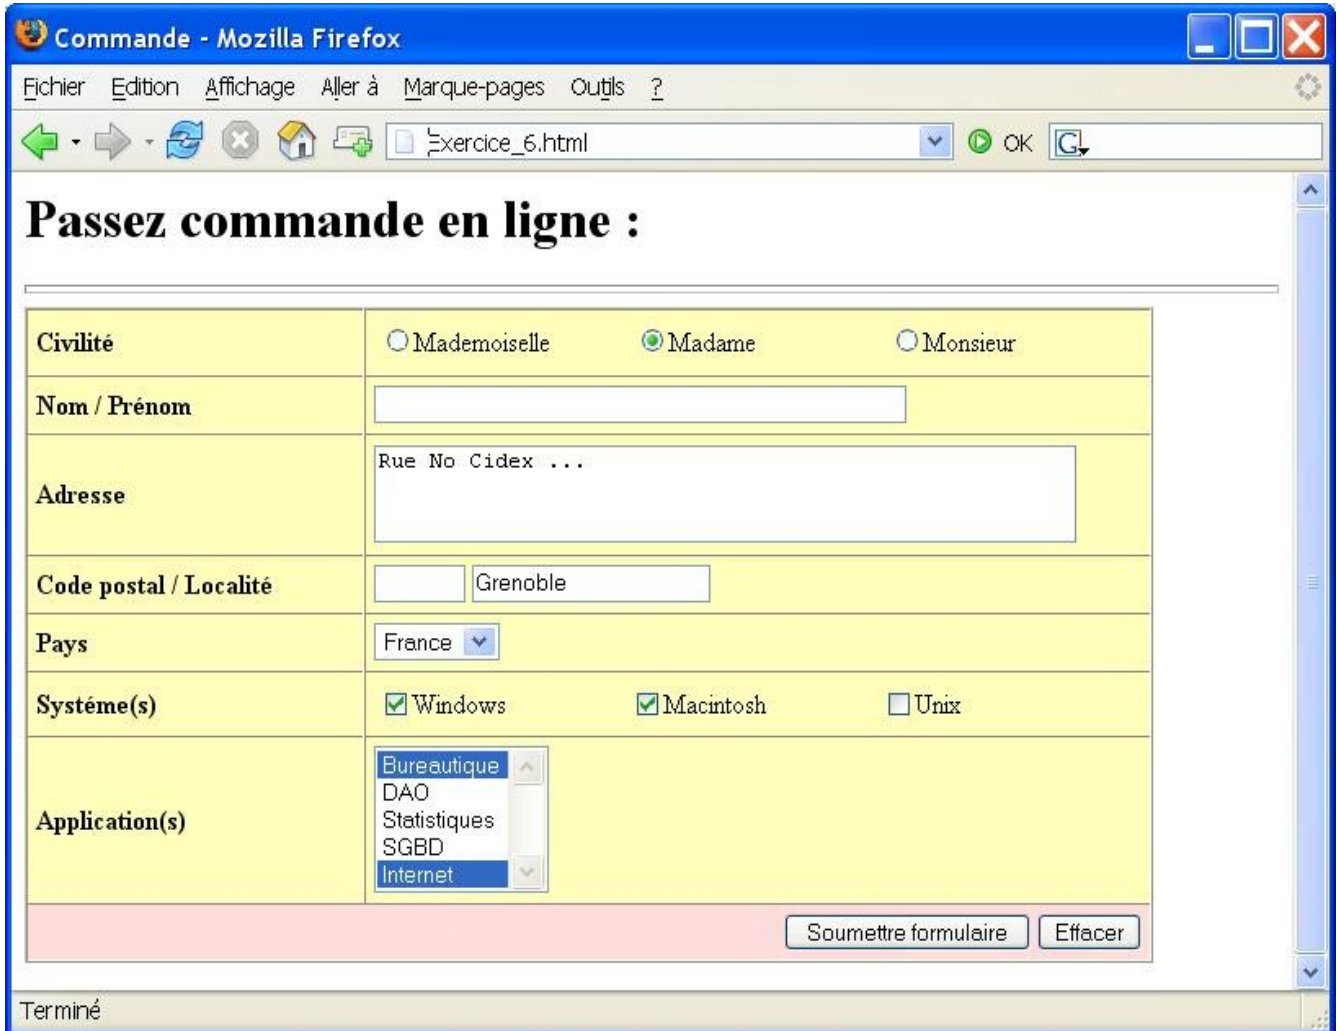 Commande - Mozilla Firefox
Fichier Edition Affichage Aller à Marque-pages Outils ?
Exercice_6.html OK G
Passez commande en ligne :
Civilité Mademoiselle Madame Monsieur
Nom / Prénom
Rue No Cidex ...
Adresse
Code postal / Localité Grenoble
Pays France
Systéme(s) Windows Macintosh Unix
Bureautique
DAO
Application(s) Statistiques
SGBD
Internet
Soumettre formulaire Effacer
Terminé